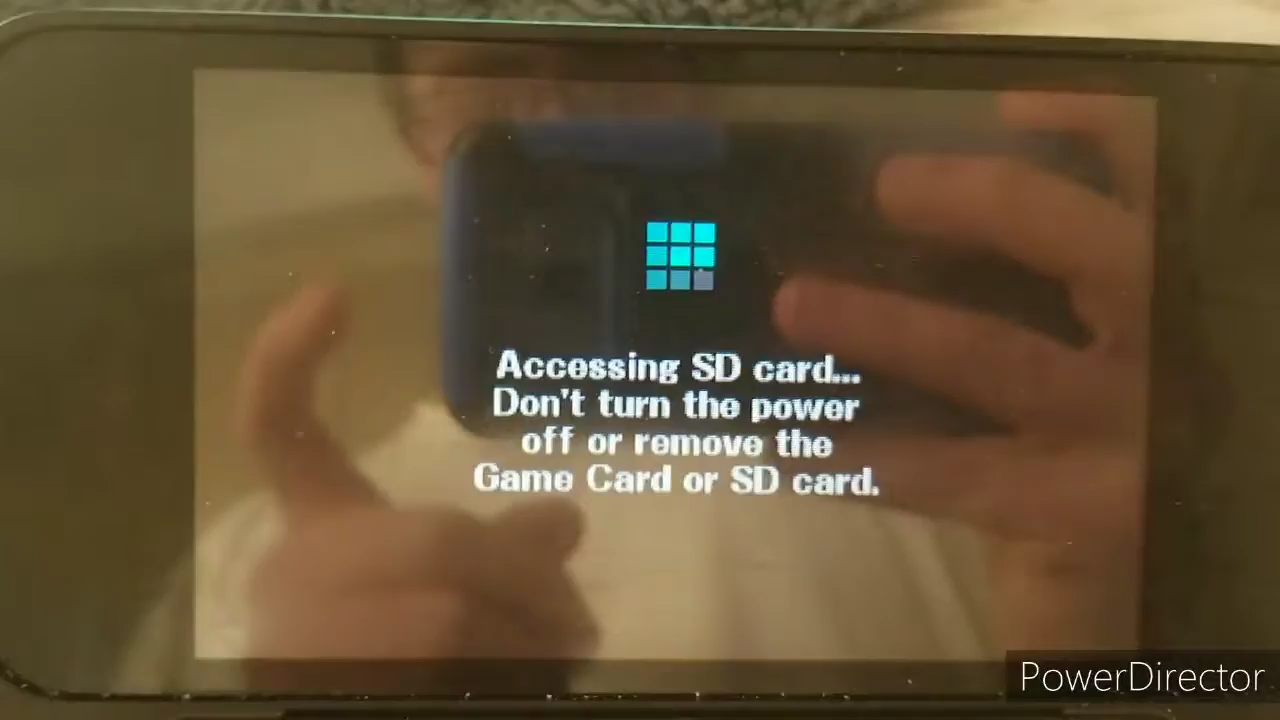 Accessing SD card...
Don't turn the power
off or remove the
Game Card or SD card.
PowerDirector